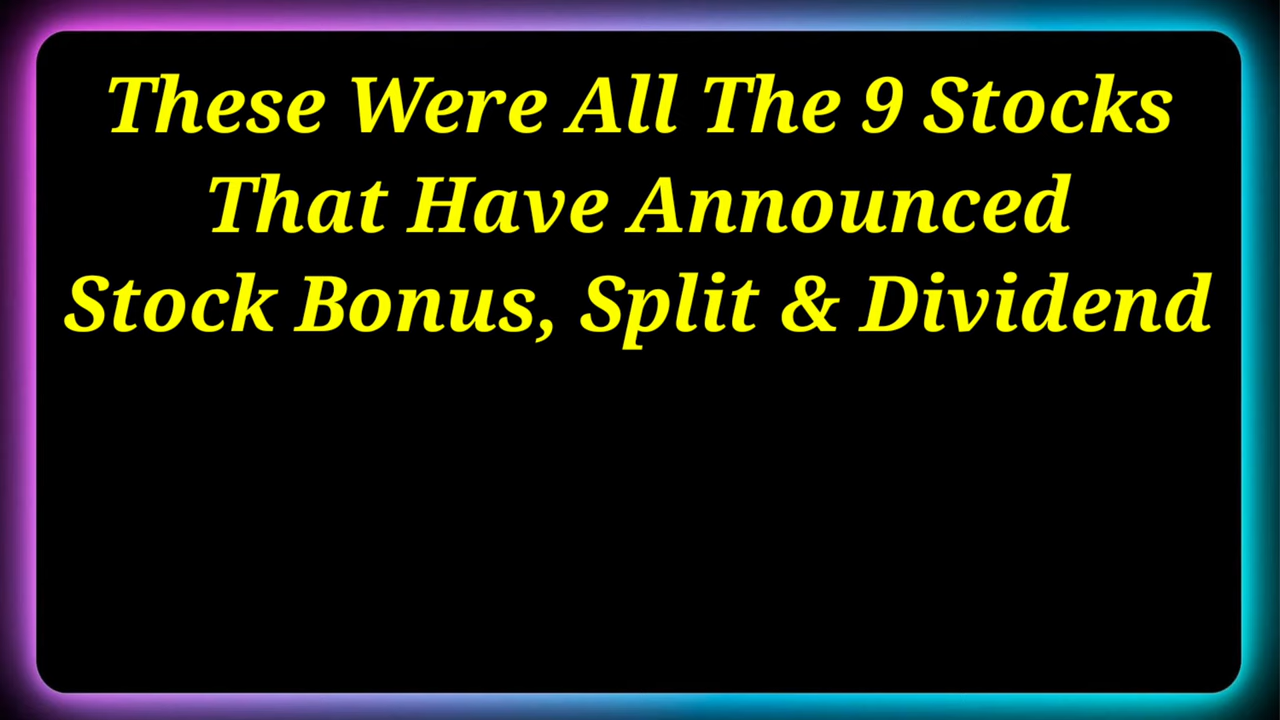 These Were All The 9 Stocks
That Have Announced
Stock Bonus, Split & Dividend